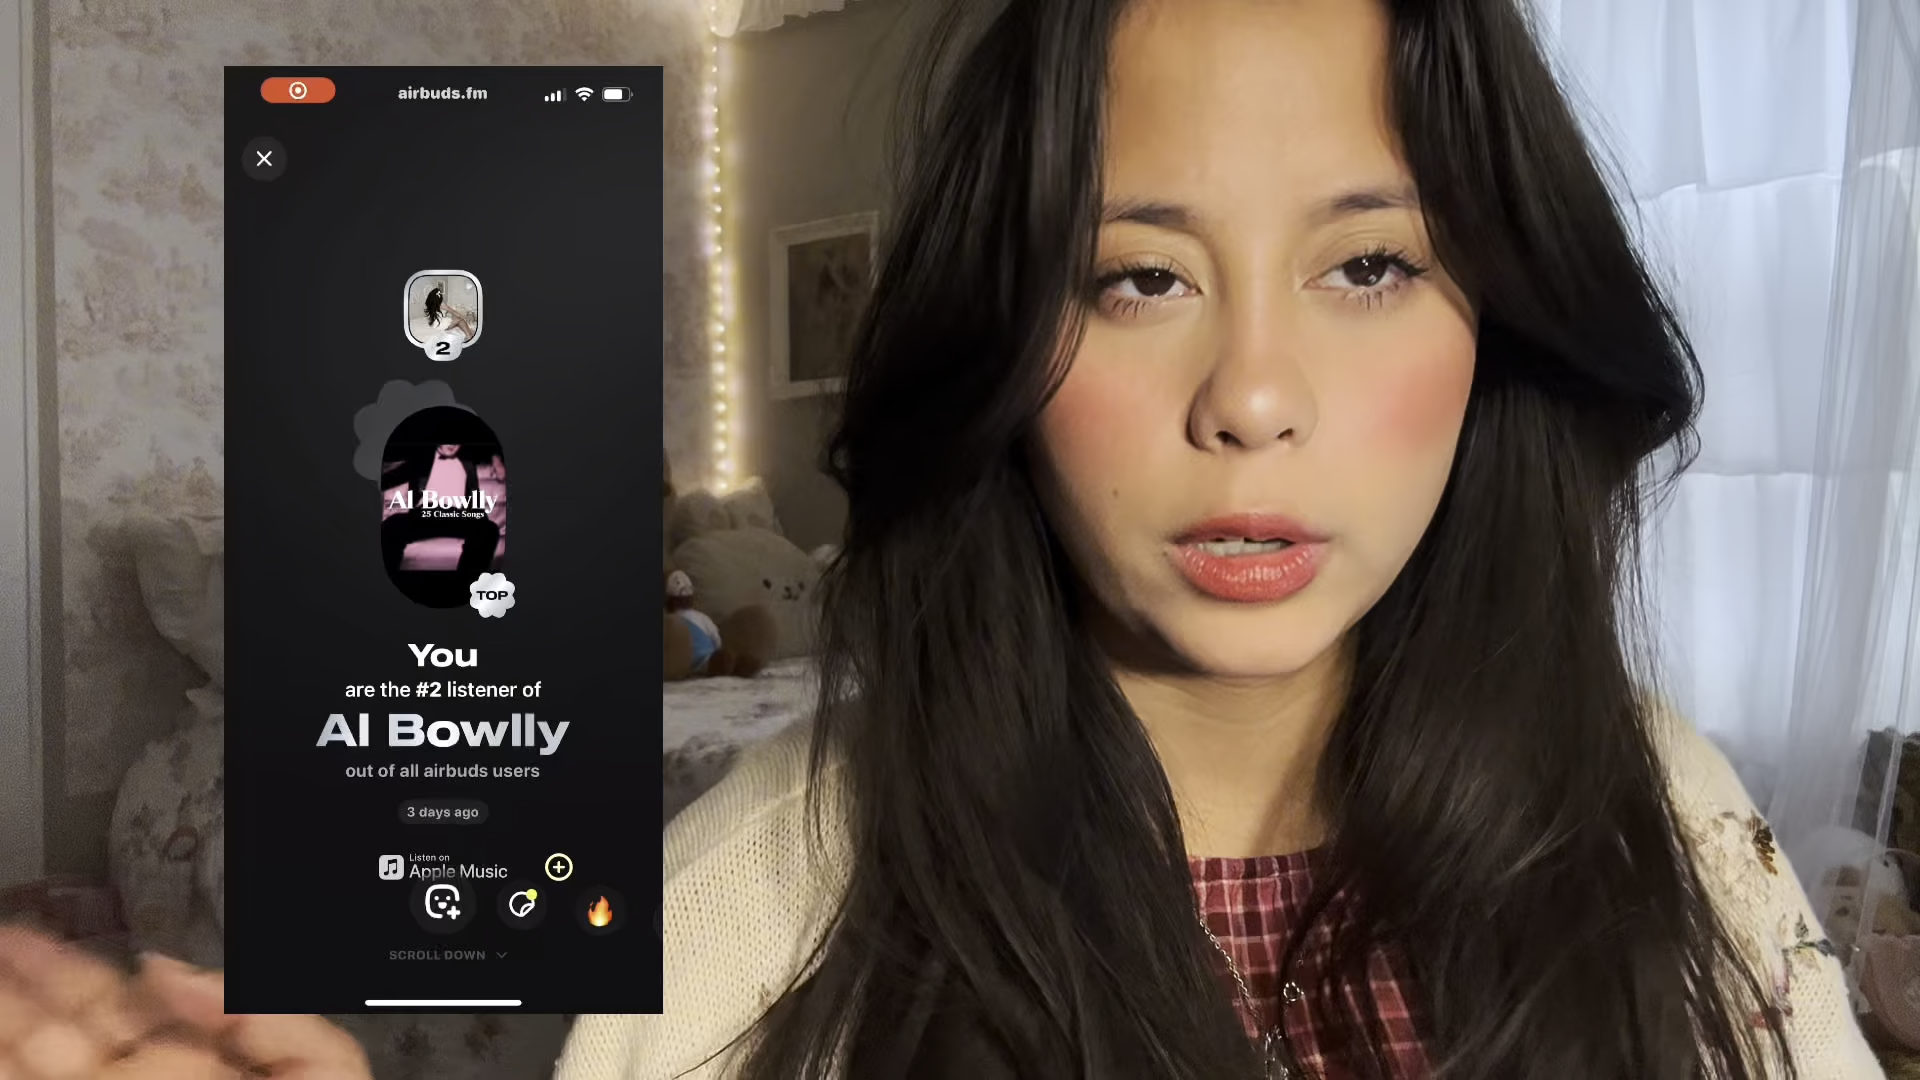 airbuds.fm
2
Al Bowlly
25 Classic Songs
TOP
You
are the #2 listener of
Al Bowlly
out of all airbuds users
3 days ago
Listen on
Apple Music
SCROLL DOWN